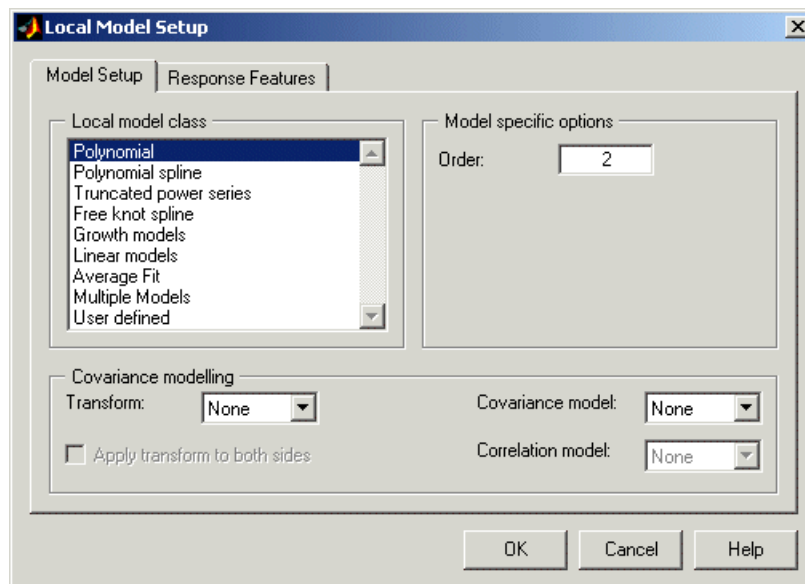 Local Model Setup
Model Setup
Response Features
Local model class
Polynomial
Polynomial spline
Truncated power series
Free knot spline
Growth models
Linear models
Average Fit
Multiple Models
User defined
Model specific options
Order: 2
Covariance modelling
Transform: None
Covariance model: None
Apply transform to both sides
Correlation model: None
OK Cancel Help